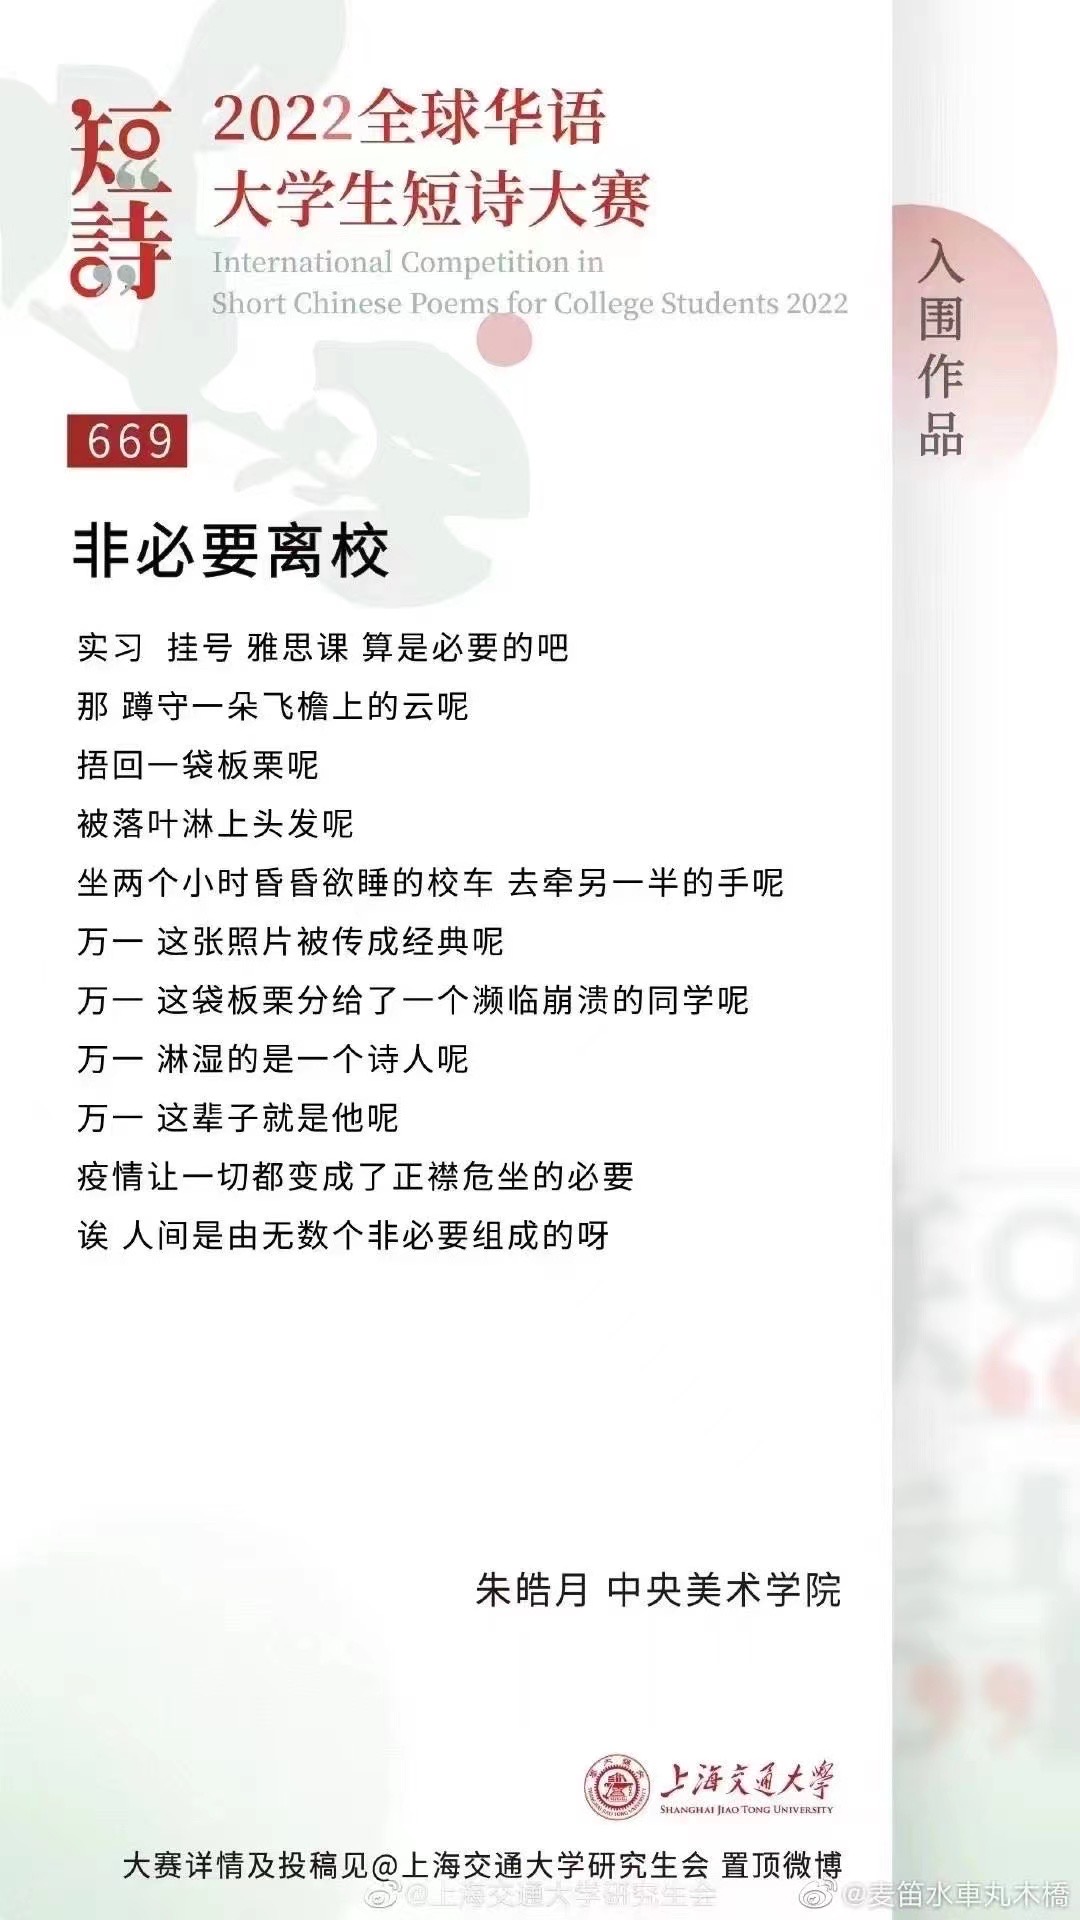 短詩
2022全球华语
大学生短诗大赛
International Competition in
Short Chinese Poems for College Students 2022
入围作品
669
非必要离校
实习 挂号 雅思课 算是必要的吧
那 蹲守一朵飞檐上的云呢
捂回一袋板栗呢
被落叶淋上头发呢
坐两个小时昏昏欲睡的校车 去牵另一半的手呢
万一 这张照片被传成经典呢
万一 这袋板栗分给了一个濒临崩溃的同学呢
万一 淋湿的是一个诗人呢
万一 这辈子就是他呢
疫情让一切都变成了正襟危坐的必要
诶 人间是由无数个非必要组成的呀
朱皓月 中央美术学院
上海交通大学
SHANGHAI JIAO TONG UNIVERSITY
大赛详情及投稿见@上海交通大学研究生会 置顶微博
@上海交通大学研究生会
@麦笛水車丸木橋